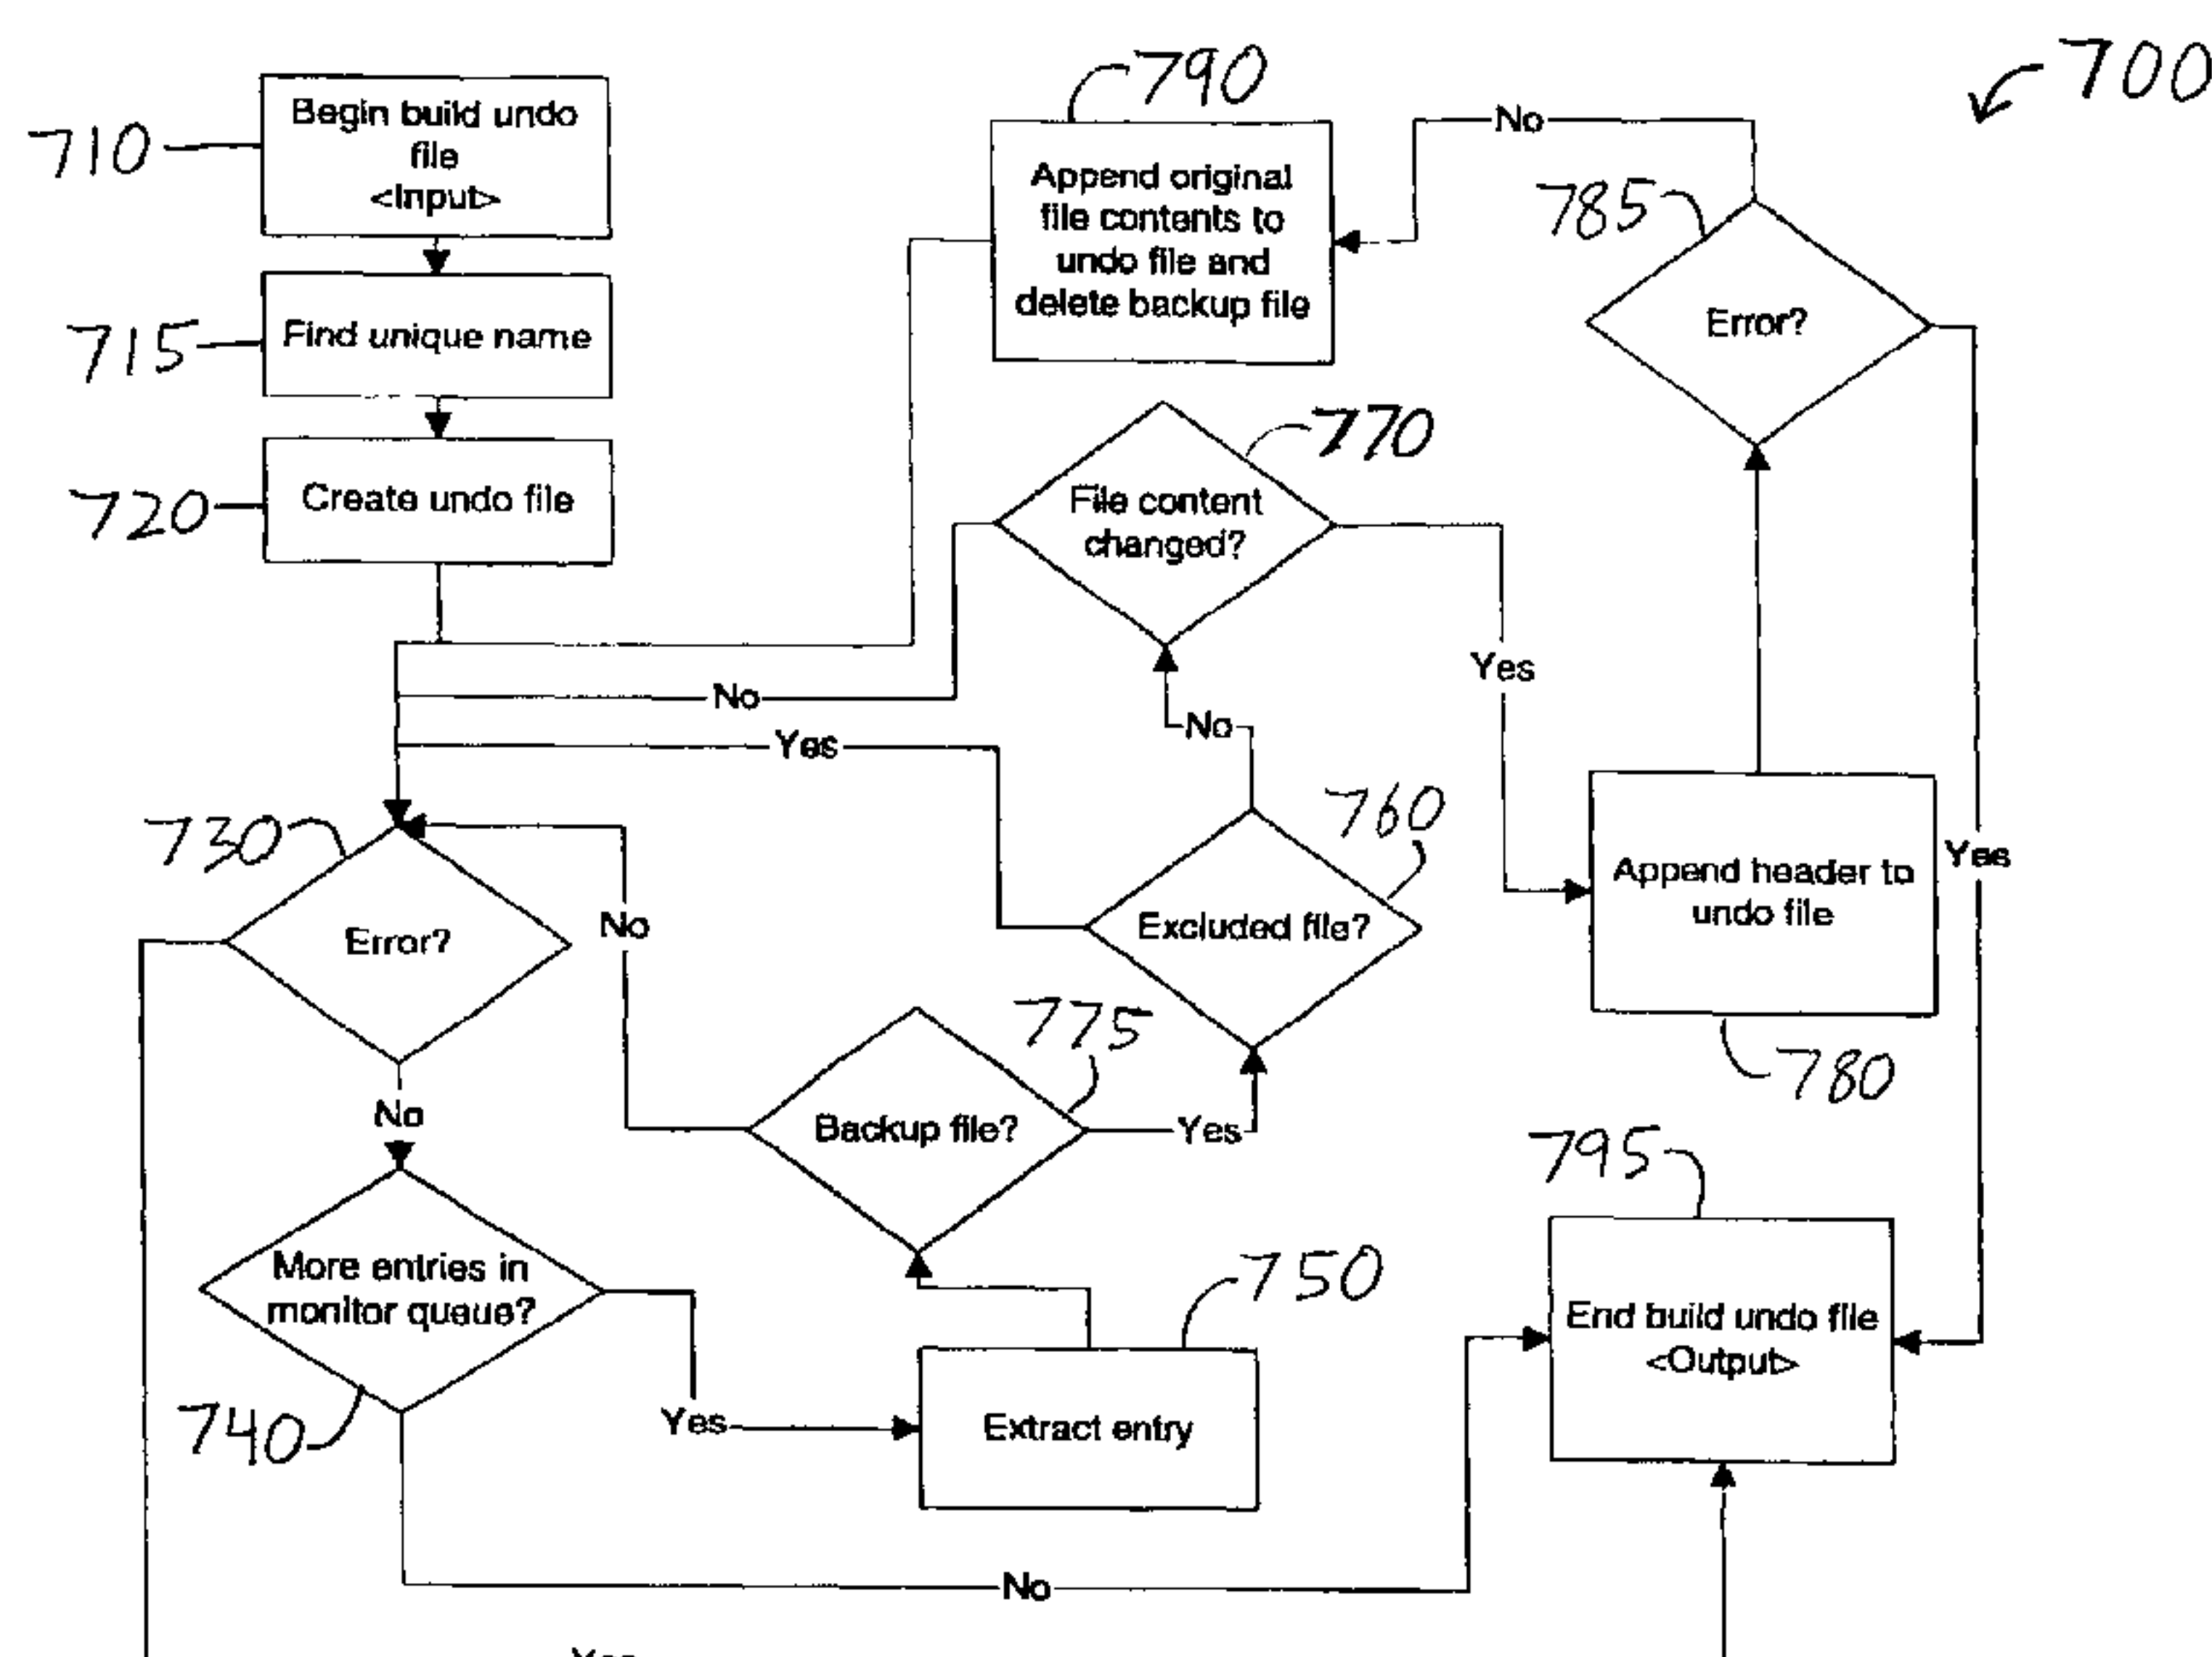 700
790
710
Begin build undo
file
<Input>
No
Append original
file contents to
undo file and
delete backup file
785
Error?
715
Find unique name
770
720
Create undo file
File content
changed?
Yes
No
No
Yes
760
730
Error?
No
Excluded file?
Append header to
undo file
Yes
775
780
No
Backup file?
Yes
795
More entries in
monitor queue?
750
End build undo file
<Output>
740
Yes
Extract entry
No